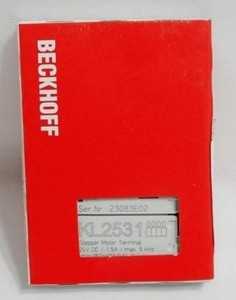 BECKHOFF
Ser.Nr. 23083E02
KL2531
Stepper Motor Terminal
24V DC / 1.5A / max. 5 kHz